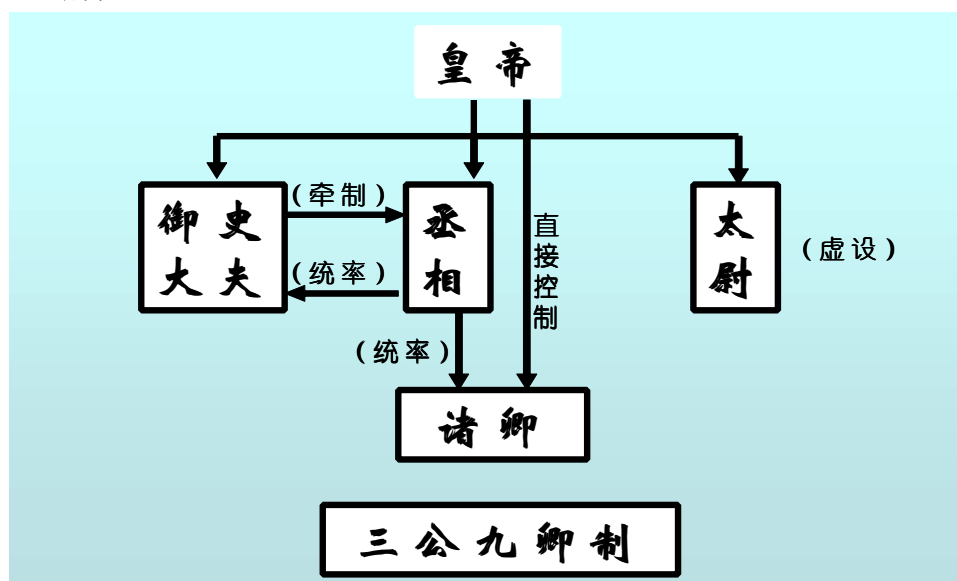 皇帝
御史
大夫
(牵制)
(统率)
丞
相
直
接
控
制
太
尉
(虚设)
(统率)
诸卿
三公九卿制